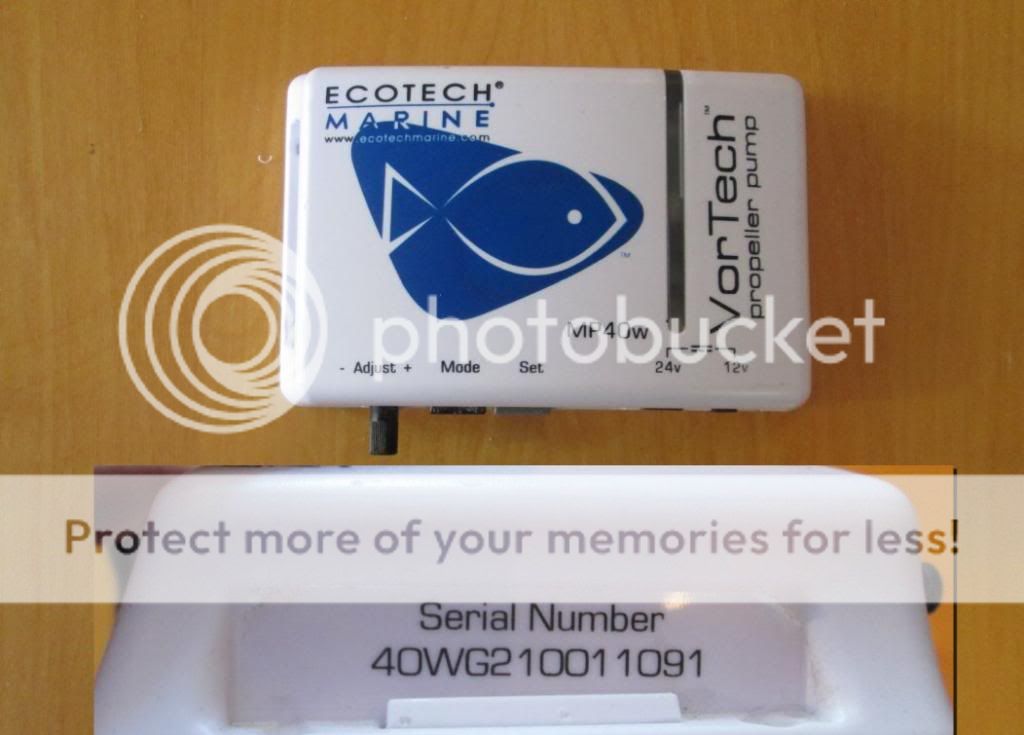 ECOTECH®
MARINE
www.ecotechmarine.com
VorTech™
propeller pump
™
MP40w
- Adjust + Mode Set 24v 12v
photobucket
Protect more of your memories for less!
Serial Number
40WG210011091